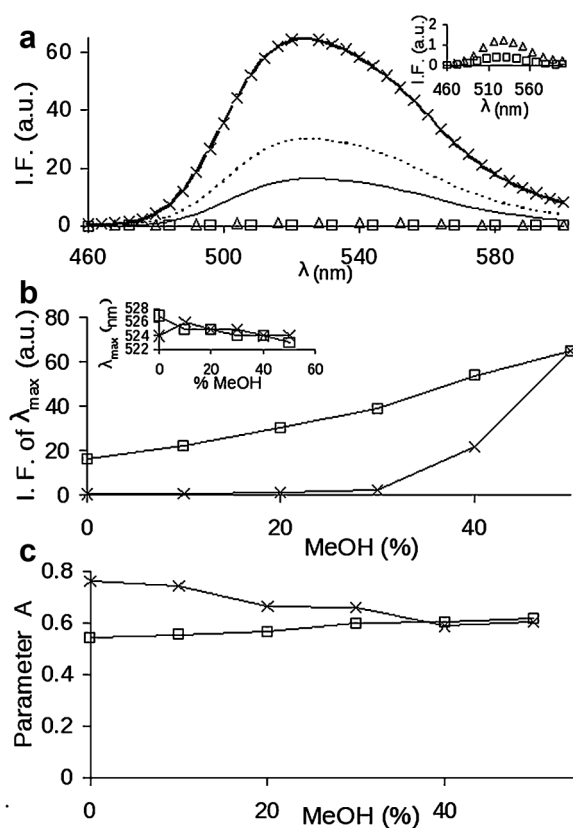 a
I.F. (a.u.)
60
40
20
0
460
500
540
580
λ (nm)
I.F. (a.u.)
2
1
0
460
510
560
λ (nm)
b
I.F. of λmax (a.u.)
80
60
40
20
0
0
20
40
MeOH (%)
λmax (nm)
528
526
524
522
0
20
40
60
% MeOH
c
Parameter A
0.8
0.6
0.4
0.2
0
0
20
40
MeOH (%)